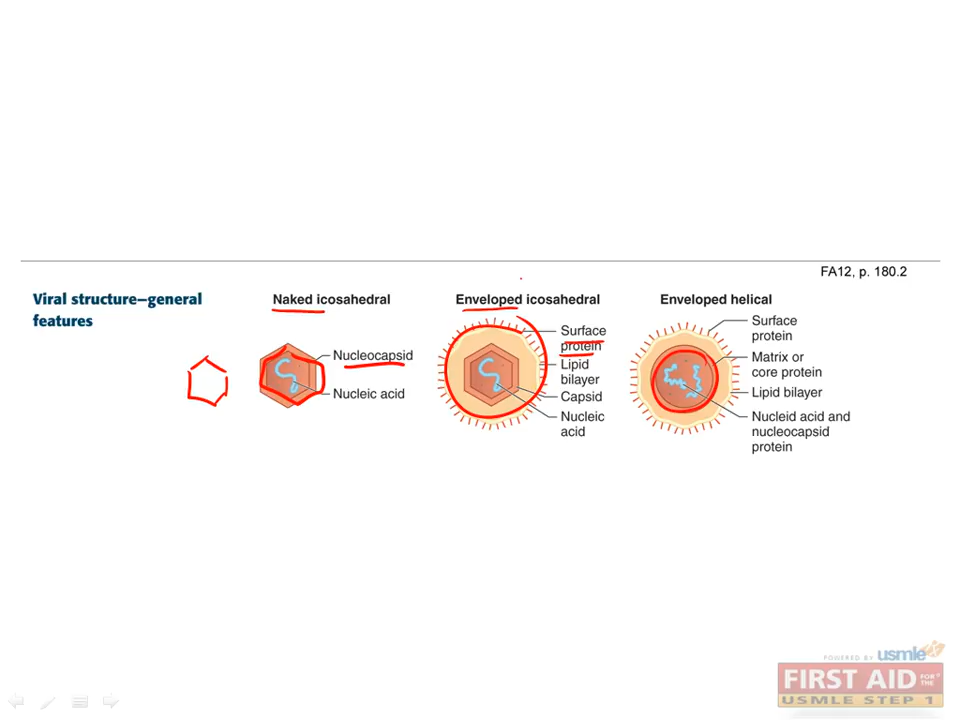 FA12, p. 180.2
Viral structure—general
features
Naked icosahedral
Nucleocapsid
Nucleic acid
Enveloped icosahedral
Surface
protein
Lipid
bilayer
Capsid
Nucleic
acid
Enveloped helical
Surface
protein
Matrix or
core protein
Lipid bilayer
Nucleid acid and
nucleocapsid
protein
POWERED BY usmle
FIRST AID FOR THE
USMLE STEP 1